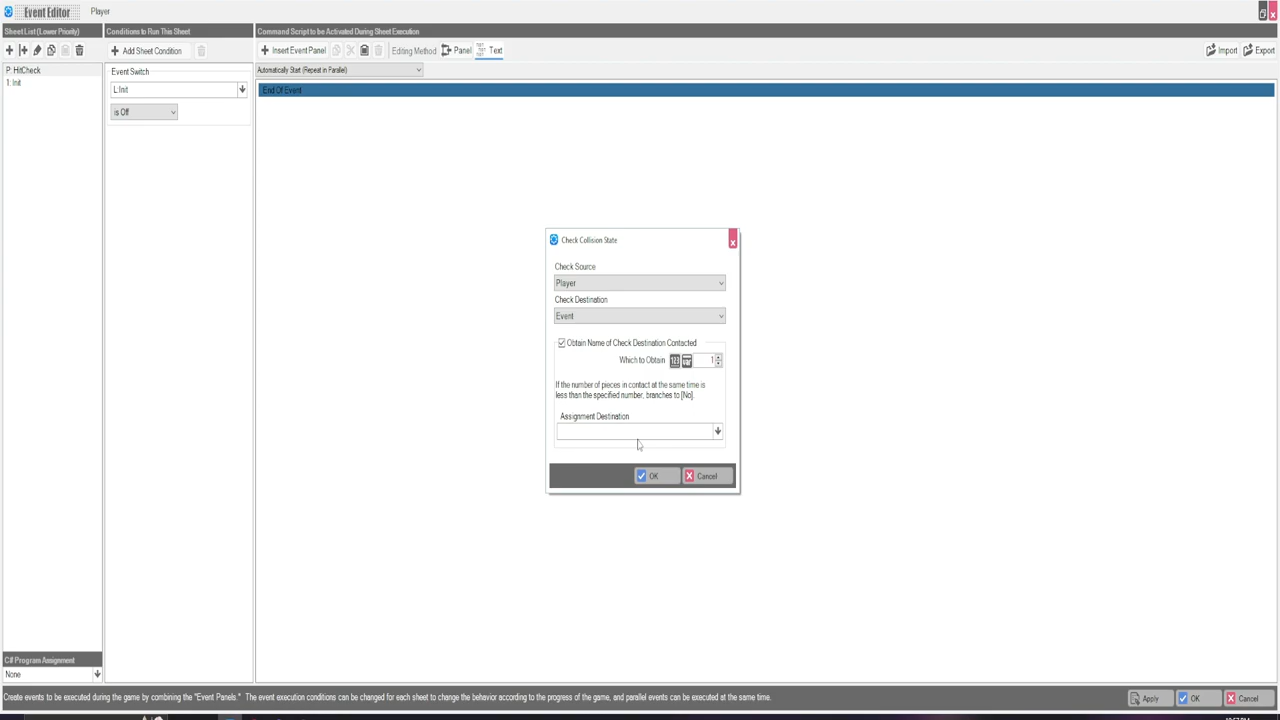 Event Editor
Player
Sheet List (Lower Priority)
Conditions to Run This Sheet
Command Script to be Activated During Sheet Execution
Add Sheet Condition
Insert Event Panel
Editing Method
Panel
Text
Import
Export
P: HitCheck
1: Init
Event Switch
L:Init
is Off
Automatically Start (Repeat in Parallel)
End Of Event
Check Collision State
Check Source
Player
Check Destination
Event
Obtain Name of Check Destination Contacted
Which to Obtain
1
If the number of pieces in contact at the same time is
less than the specified number, branches to [No].
Assignment Destination
OK
Cancel
C# Program Assignment
None
Create events to be executed during the game by combining the "Event Panels." The event execution conditions can be changed for each sheet to change the behavior according to the progress of the game, and parallel events can be executed at the same time.
Apply
OK
Cancel